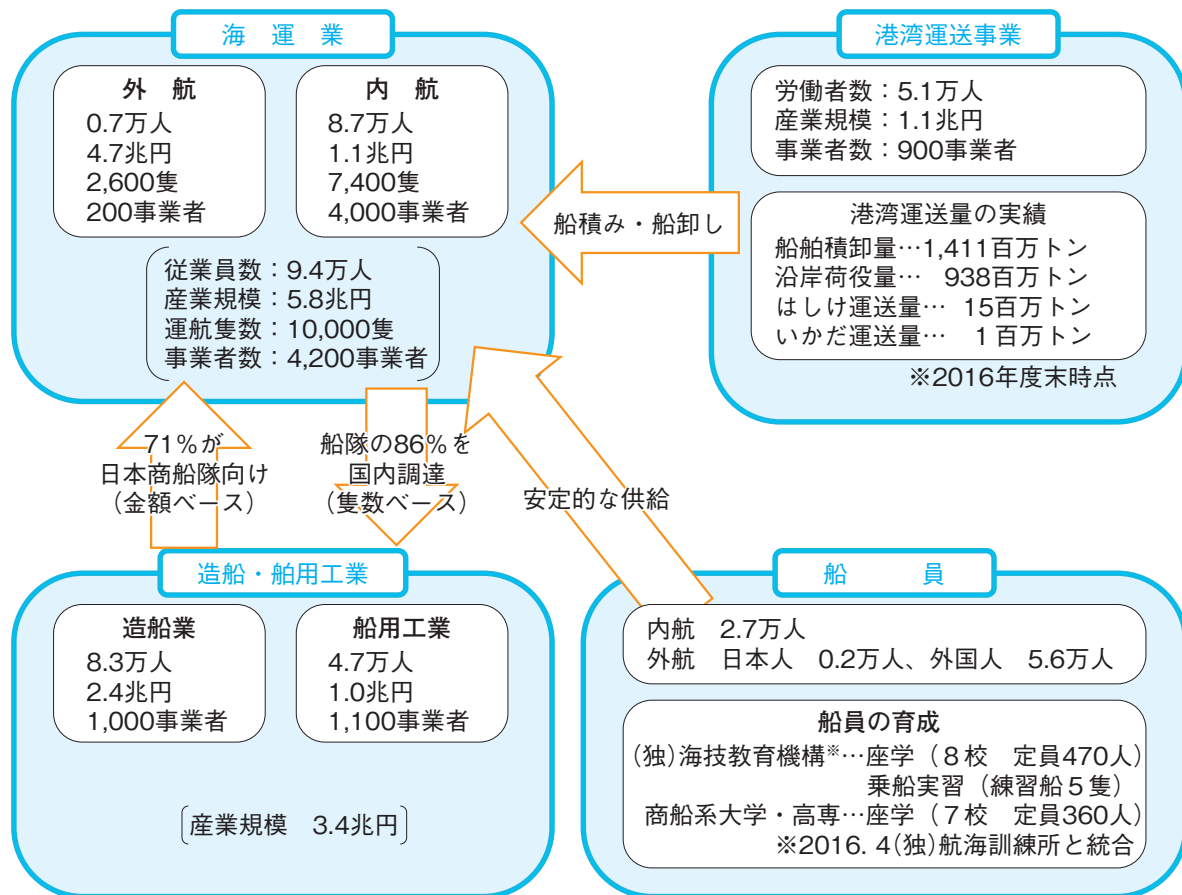 海　運　業
外　航
0.7万人
4.7兆円
2,600隻
200事業者
内　航
8.7万人
1.1兆円
7,400隻
4,000事業者
従業員数：9.4万人
産業規模：5.8兆円
運航隻数：10,000隻
事業者数：4,200事業者
港湾運送事業
労働者数：5.1万人
産業規模：1.1兆円
事業者数：900事業者
港湾運送量の実績
船舶積卸量…1,411百万トン
沿岸荷役量…　938百万トン
はしけ運送量…　15百万トン
いかだ運送量…　1百万トン
※2016年度末時点
船積み・船卸し
71％が
日本商船隊向け
（金額ベース）
船隊の86％を
国内調達
（隻数ベース）
安定的な供給
造船・舶用工業
造船業
8.3万人
2.4兆円
1,000事業者
舶用工業
4.7万人
1.0兆円
1,100事業者
産業規模　3.4兆円
船　　員
内航　2.7万人
外航　日本人　0.2万人、外国人　5.6万人
船員の育成
(独)海技教育機構※…座学（8校　定員470人）
乗船実習（練習船5隻）
商船系大学・高専…座学（7校　定員360人）
※2016. 4(独)航海訓練所と統合